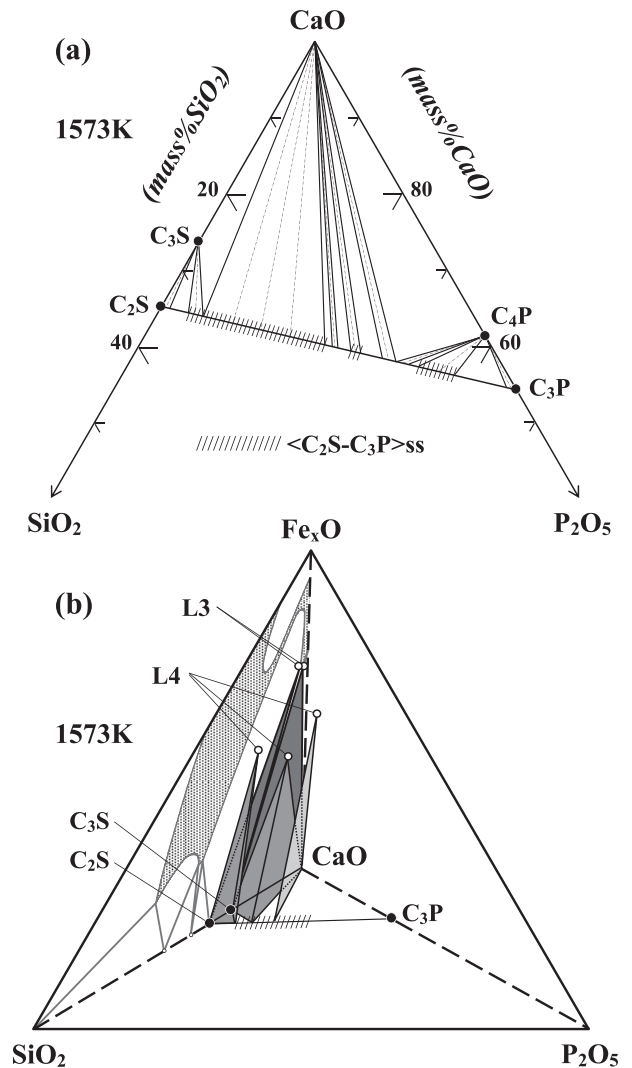 CaO
(a)
(mass%SiO₂)
(mass%CaO)
1573K
20
80
C₃S
C₂S
C₄P
40
60
C₃P
<C₂S-C₃P>ss
SiO₂
P₂O₅
FeₓO
(b)
L3
L4
1573K
C₃S
C₂S
CaO
C₃P
SiO₂
P₂O₅